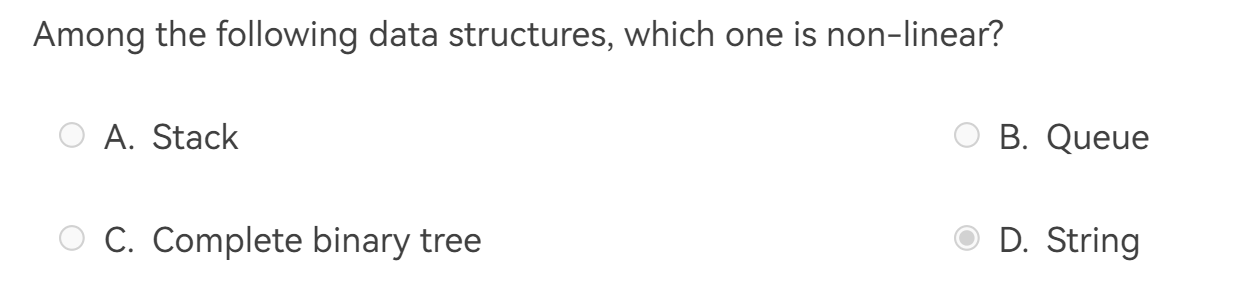 Among the following data structures, which one is non-linear?
A. Stack
B. Queue
C. Complete binary tree
D. String